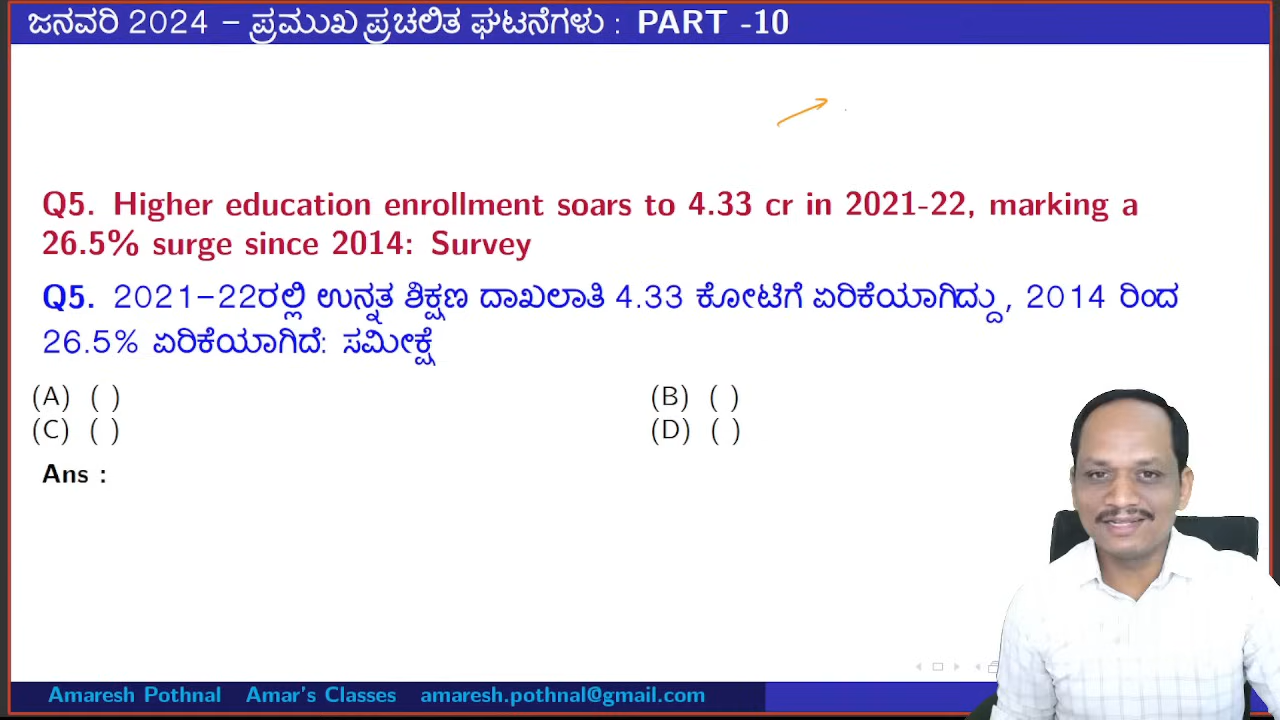 ಜನವರಿ 2024 – ಪ್ರಮುಖ ಪ್ರಚಲಿತ ಘಟನೆಗಳು : PART -10
Q5. Higher education enrollment soars to 4.33 cr in 2021-22, marking a
26.5% surge since 2014: Survey
Q5. 2021–22ರಲ್ಲಿ ಉನ್ನತ ಶಿಕ್ಷಣ ದಾಖಲಾತಿ 4.33 ಕೋಟಿಗೆ ಏರಿಕೆಯಾಗಿದ್ದು, 2014 ರಿಂದ
26.5% ಏರಿಕೆಯಾಗಿದೆ: ಸಮೀಕ್ಷೆ
(A) ( ) (B) ( )
(C) ( ) (D) ( )
Ans :
Amaresh Pothnal Amar's Classes amaresh.pothnal@gmail.com